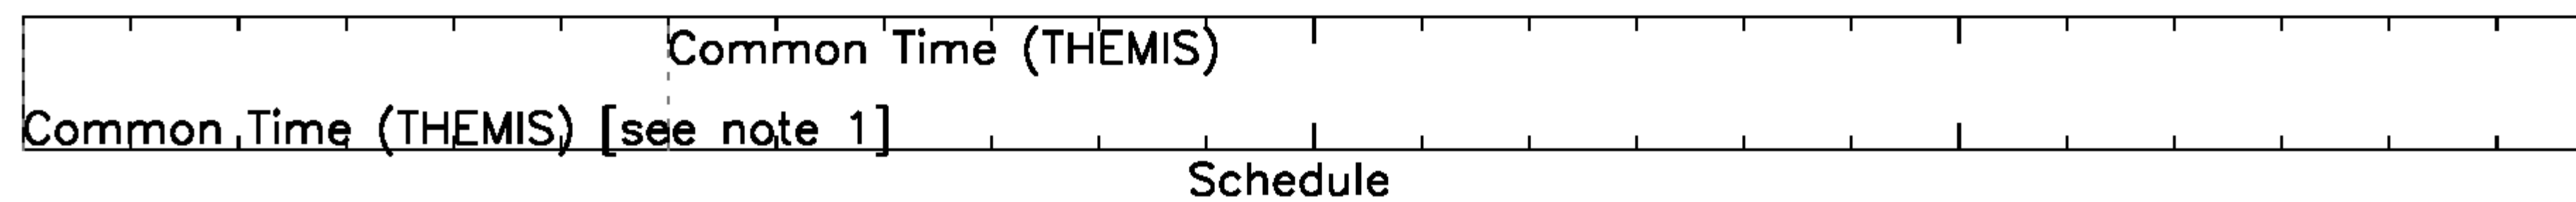 Common Time (THEMIS)
Common Time (THEMIS) [see note 1]
Schedule